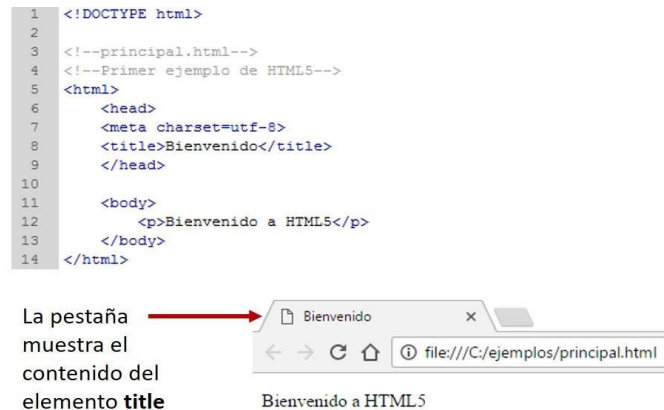 1 <!DOCTYPE html>
2
3 <!--principal.html-->
4 <!--Primer ejemplo de HTML5-->
5 <html>
6 <head>
7 <meta charset=utf-8>
8 <title>Bienvenido</title>
9 </head>
10
11 <body>
12 <p>Bienvenido a HTML5</p>
13 </body>
14 </html>
La pestaña
muestra el
contenido del
elemento title
Bienvenido
file:///C:/ejemplos/principal.html
Bienvenido a HTML5